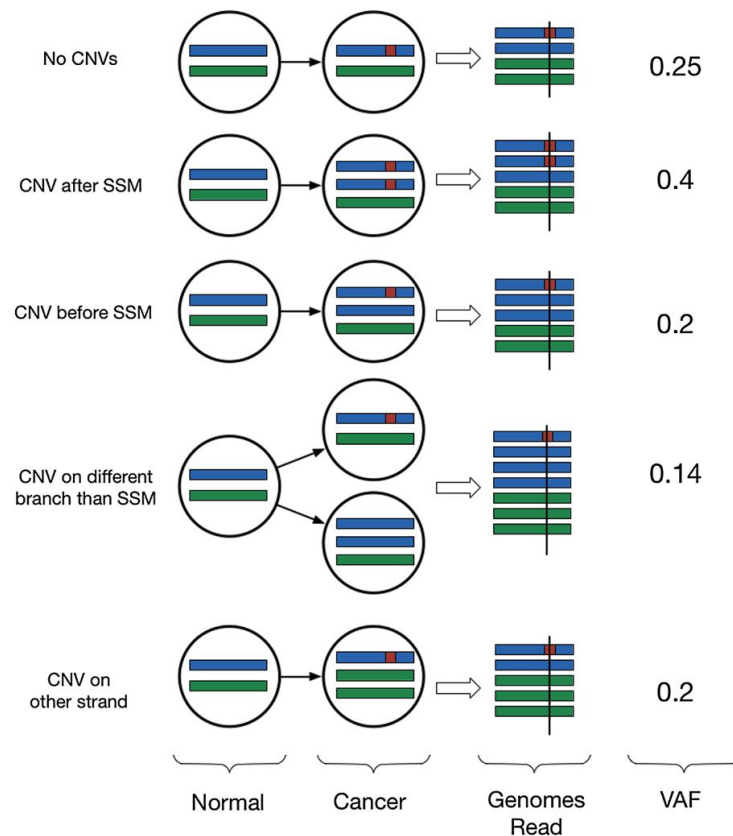 No CNVs
0.25
CNV after SSM
0.4
CNV before SSM
0.2
CNV on different
branch than SSM
0.14
CNV on
other strand
0.2
Normal
Cancer
Genomes
Read
VAF